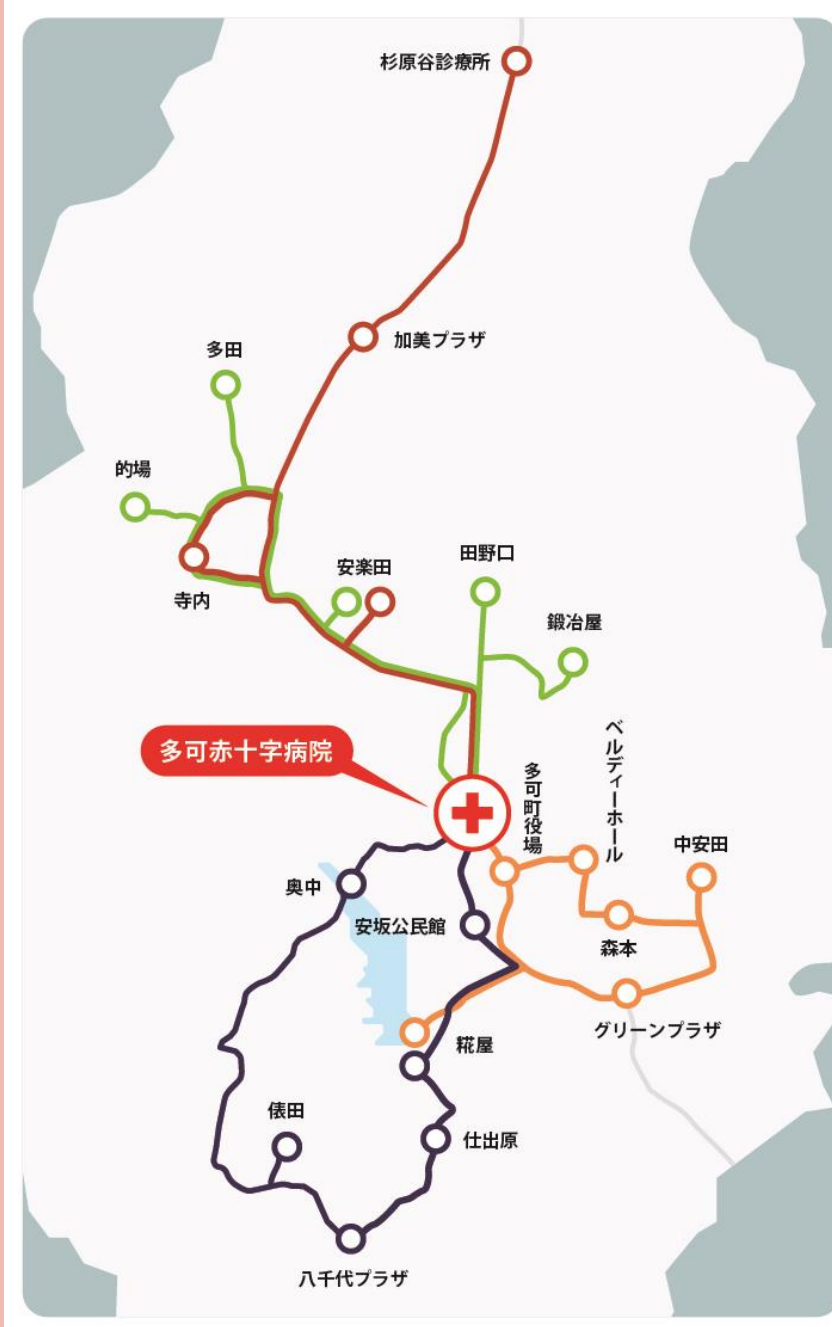 杉原谷診療所
加美プラザ
多田
的場
寺内
安楽田
田野口
鍛冶屋
多可赤十字病院
多可町役場
ベルディーホール
中安田
奥中
安坂公民館
森本
グリーンプラザ
糀屋
俵田
仕出原
八千代プラザ